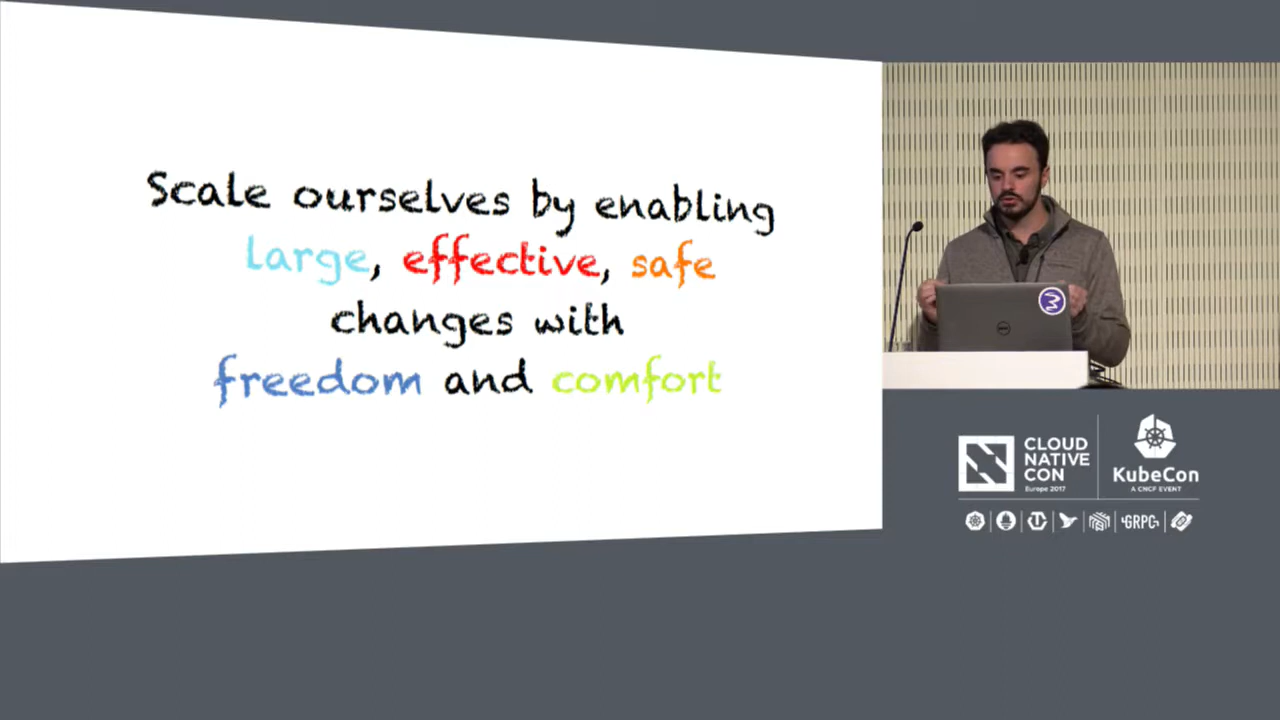 Scale ourselves by enabling
large, effective, safe
changes with
freedom and comfort
CLOUD
NATIVE
CON
Europe 2017
KubeCon
A CNCF EVENT
GRPC
DELL